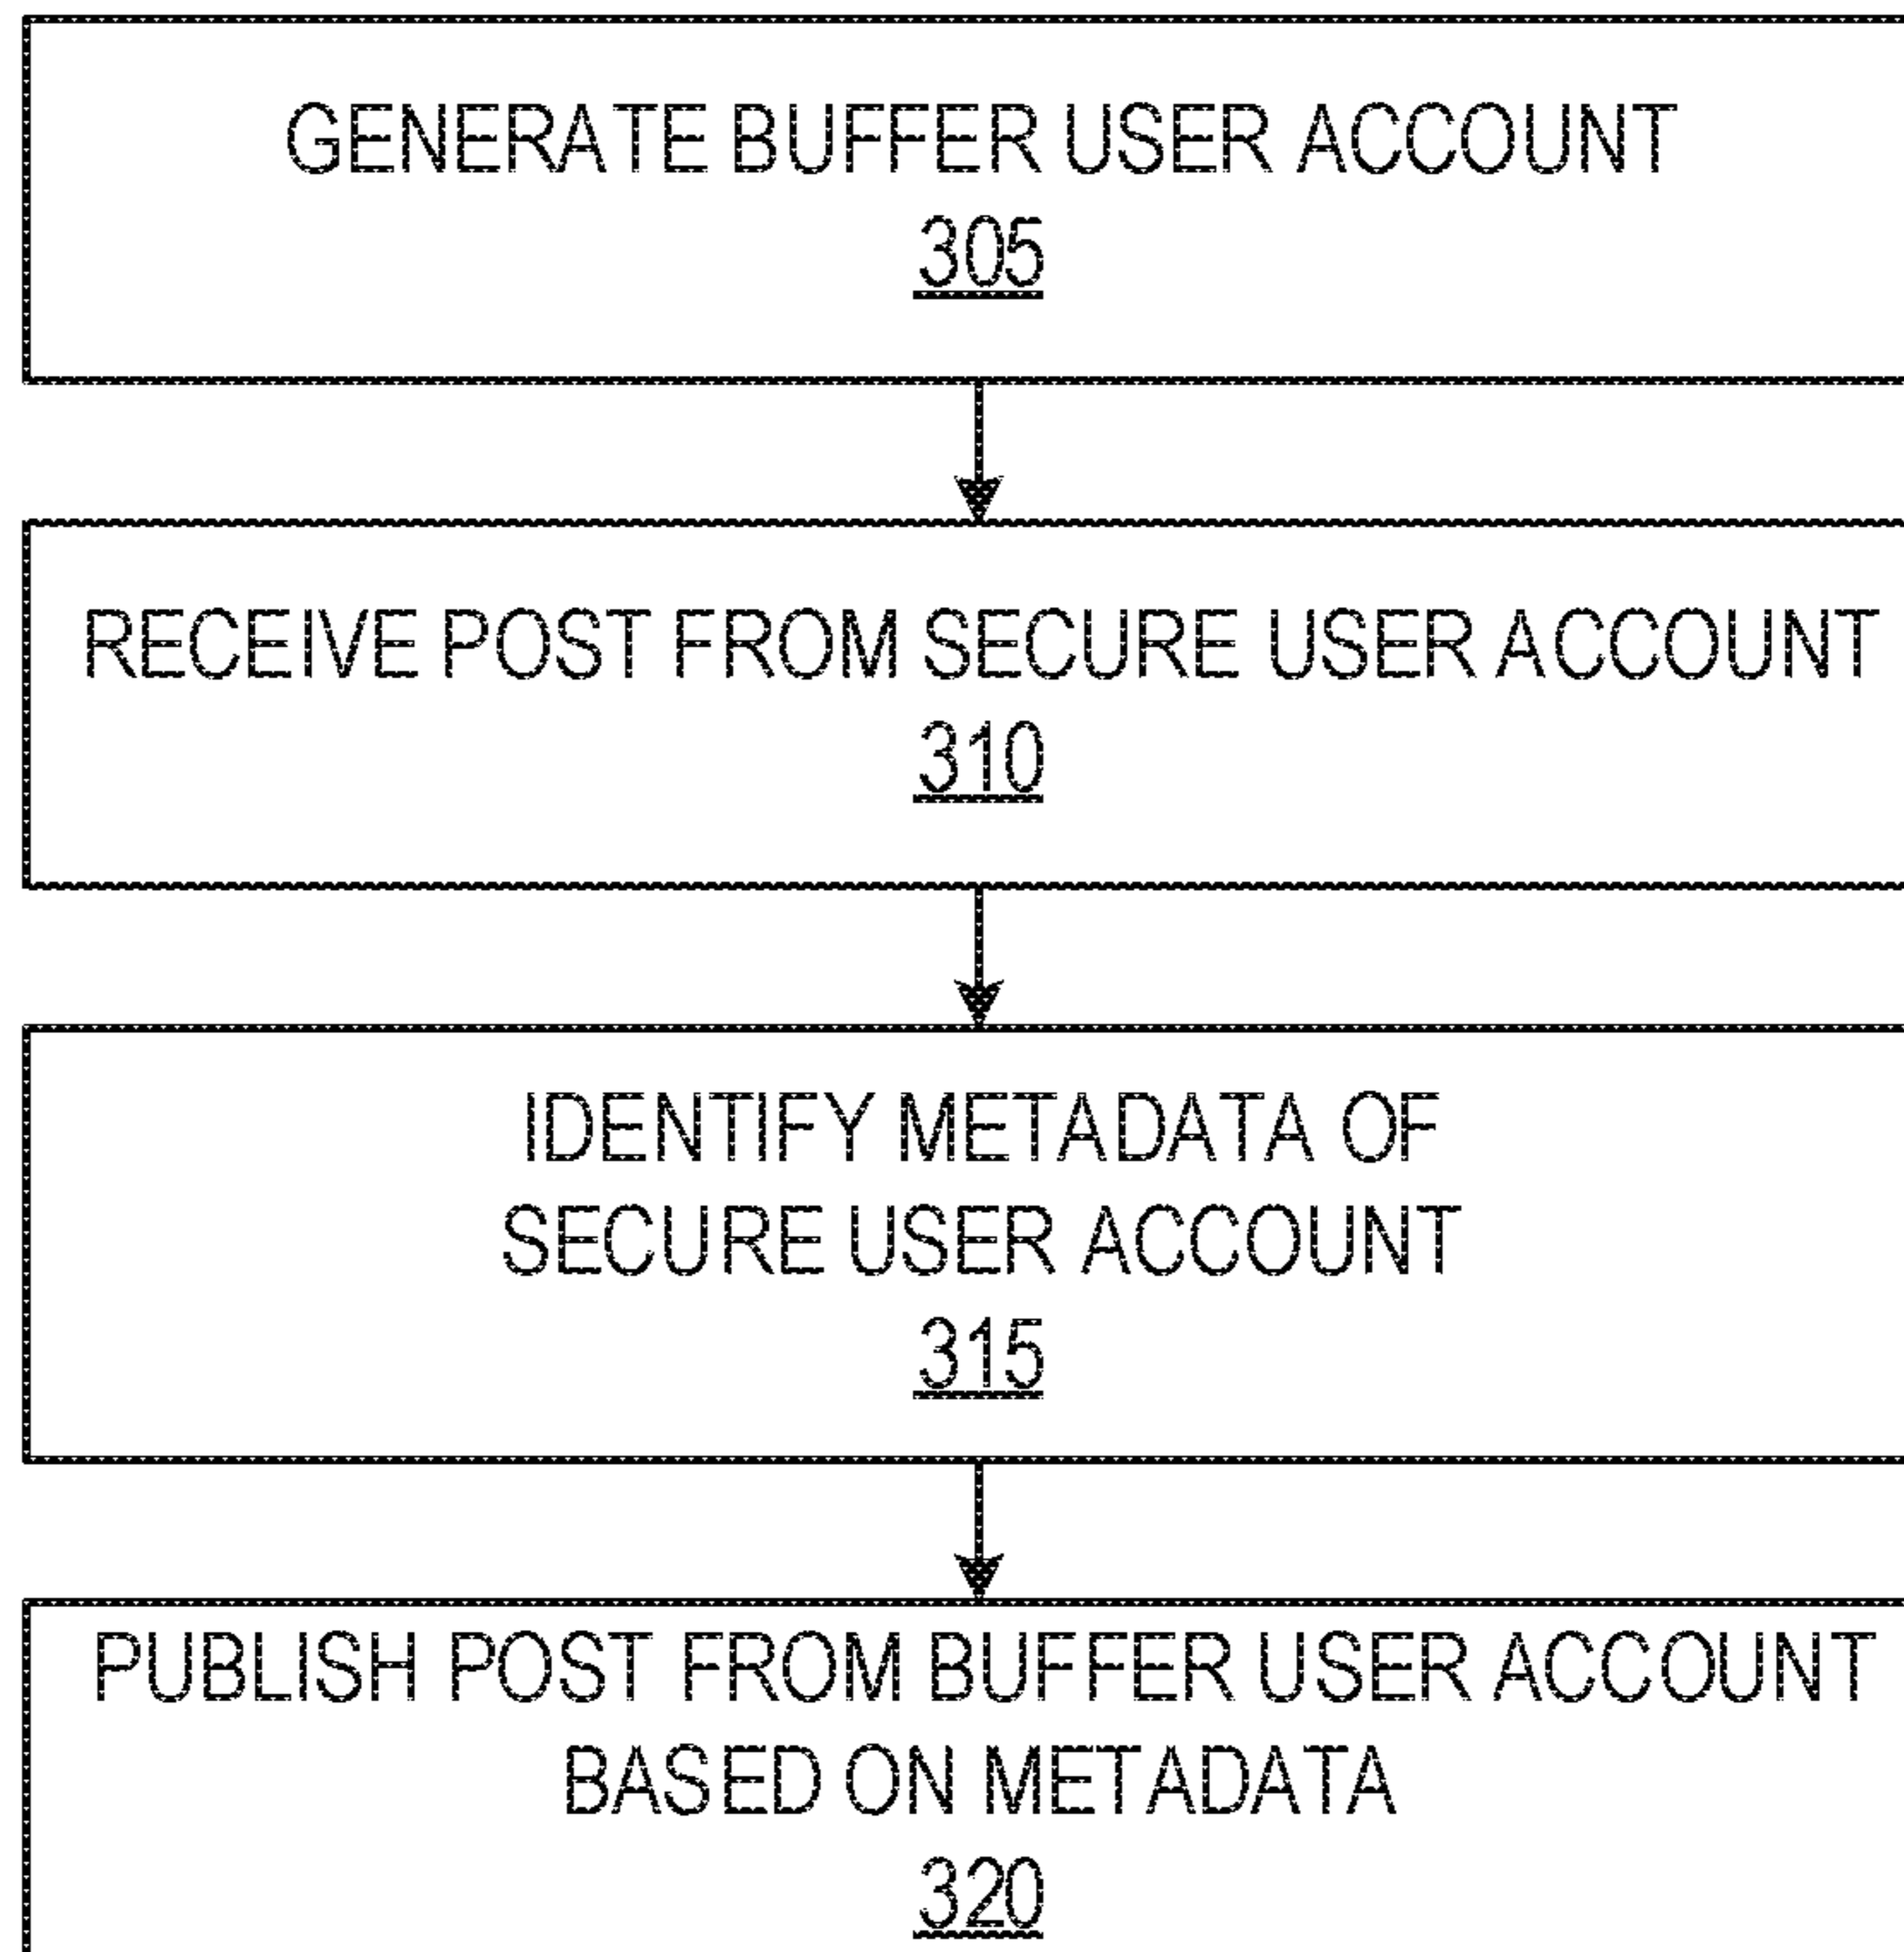 GENERATE BUFFER USER ACCOUNT
305
RECEIVE POST FROM SECURE USER ACCOUNT
310
IDENTIFY METADATA OF
SECURE USER ACCOUNT
315
PUBLISH POST FROM BUFFER USER ACCOUNT
BASED ON METADATA
320